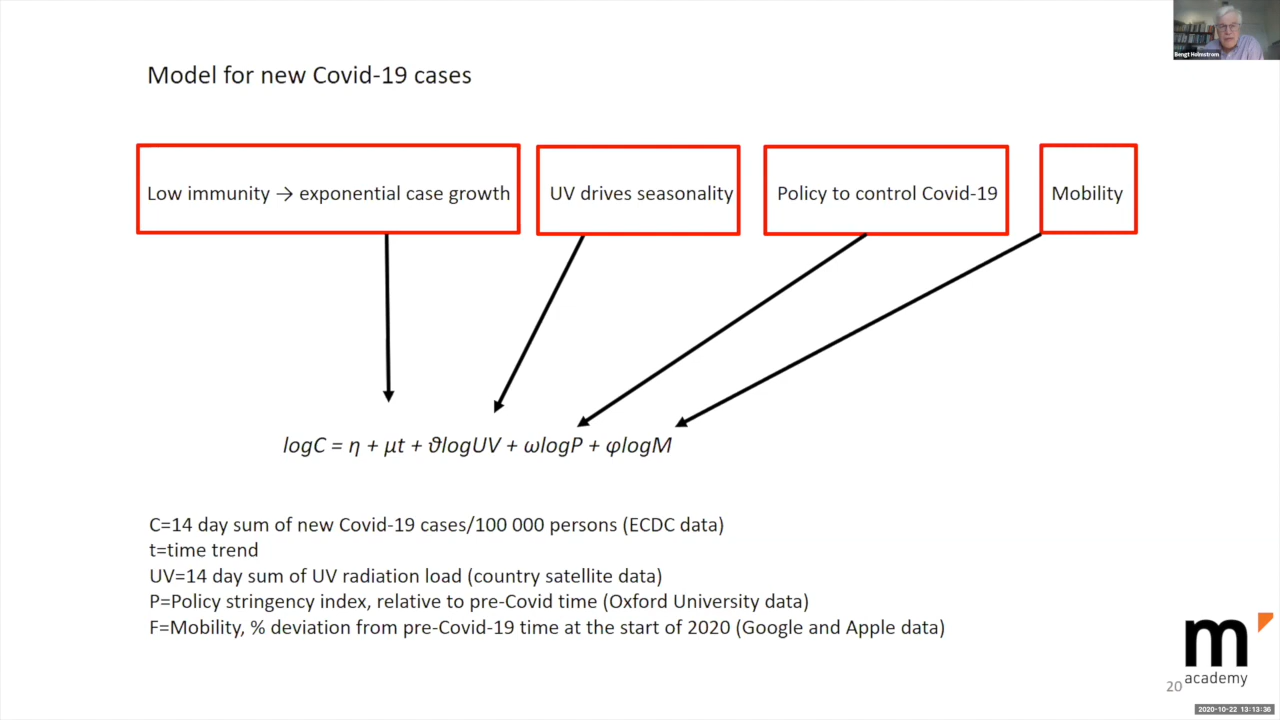 Bengt Holmstrom
Model for new Covid-19 cases
Low immunity → exponential case growth
UV drives seasonality
Policy to control Covid-19
Mobility
logC = η + μt + ϑlogUV + ωlogP + φlogM
C=14 day sum of new Covid-19 cases/100 000 persons (ECDC data)
t=time trend
UV=14 day sum of UV radiation load (country satellite data)
P=Policy stringency index, relative to pre-Covid time (Oxford University data)
F=Mobility, % deviation from pre-Covid-19 time at the start of 2020 (Google and Apple data)
m
academy
20
2020-10-22 13:13:36